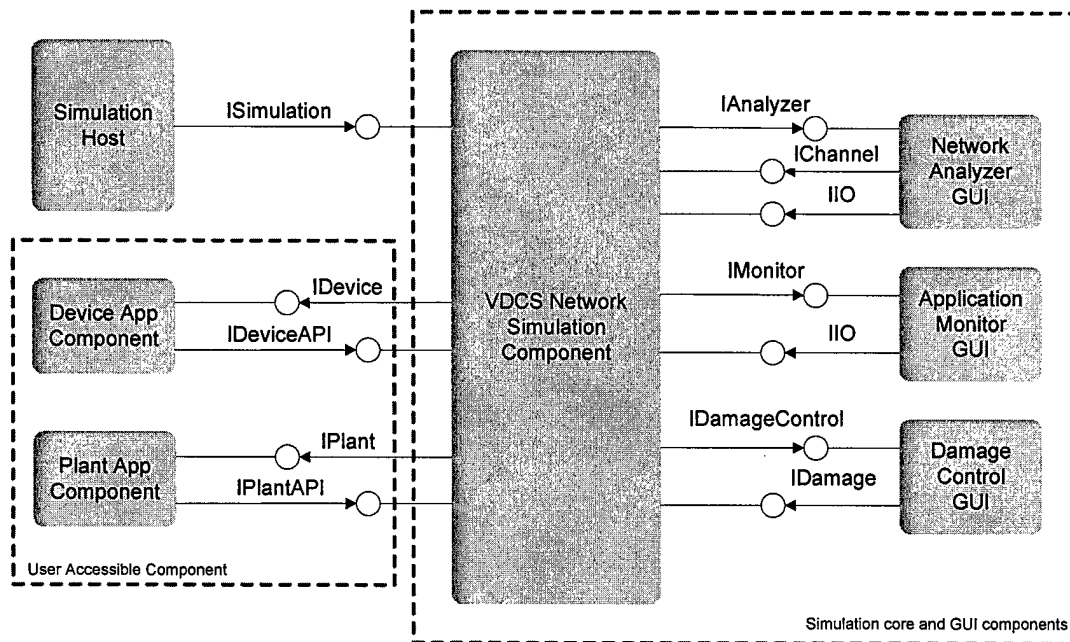 Simulation
Host
ISimulation
Device App
Component
IDevice
IDeviceAPI
Plant App
Component
IPlant
IPlantAPI
User Accessible Component
VDCS Network
Simulation
Component
IAnalyzer
IChannel
IIO
Network
Analyzer
GUI
IMonitor
IIO
Application
Monitor
GUI
IDamageControl
IDamage
Damage
Control
GUI
Simulation core and GUI components